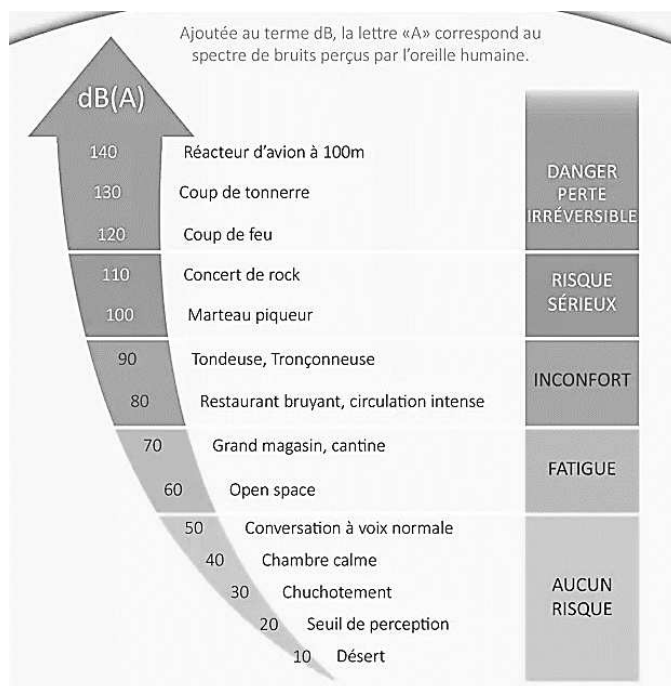 Ajoutée au terme dB, la lettre «A» correspond au
spectre de bruits perçus par l'oreille humaine.
dB(A)
140 Réacteur d'avion à 100m
130 Coup de tonnerre
120 Coup de feu
DANGER
PERTE
IRRÉVERSIBLE
110 Concert de rock
100 Marteau piqueur
RISQUE
SÉRIEUX
90 Tondeuse, Tronçonneuse
80 Restaurant bruyant, circulation intense
INCONFORT
70 Grand magasin, cantine
60 Open space
FATIGUE
50 Conversation à voix normale
40 Chambre calme
30 Chuchotement
20 Seuil de perception
10 Désert
AUCUN
RISQUE